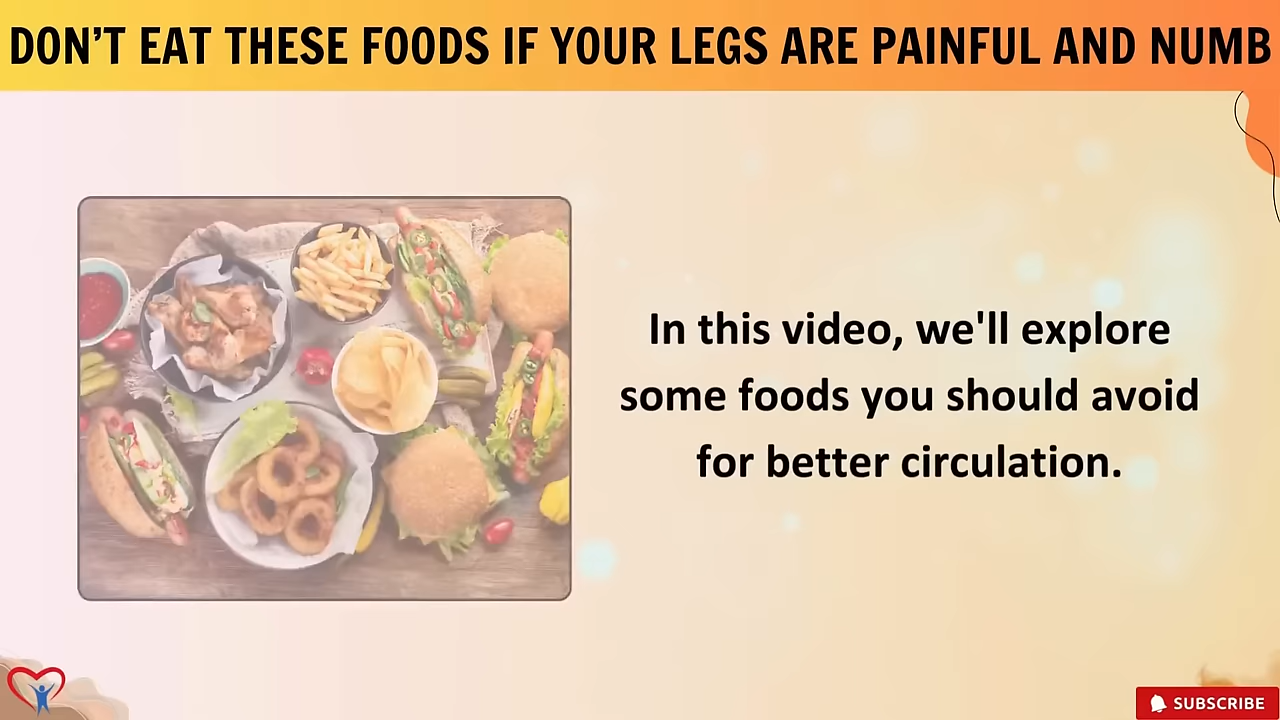 DON'T EAT THESE FOODS IF YOUR LEGS ARE PAINFUL AND NUMB
In this video, we'll explore
some foods you should avoid
for better circulation.
SUBSCRIBE